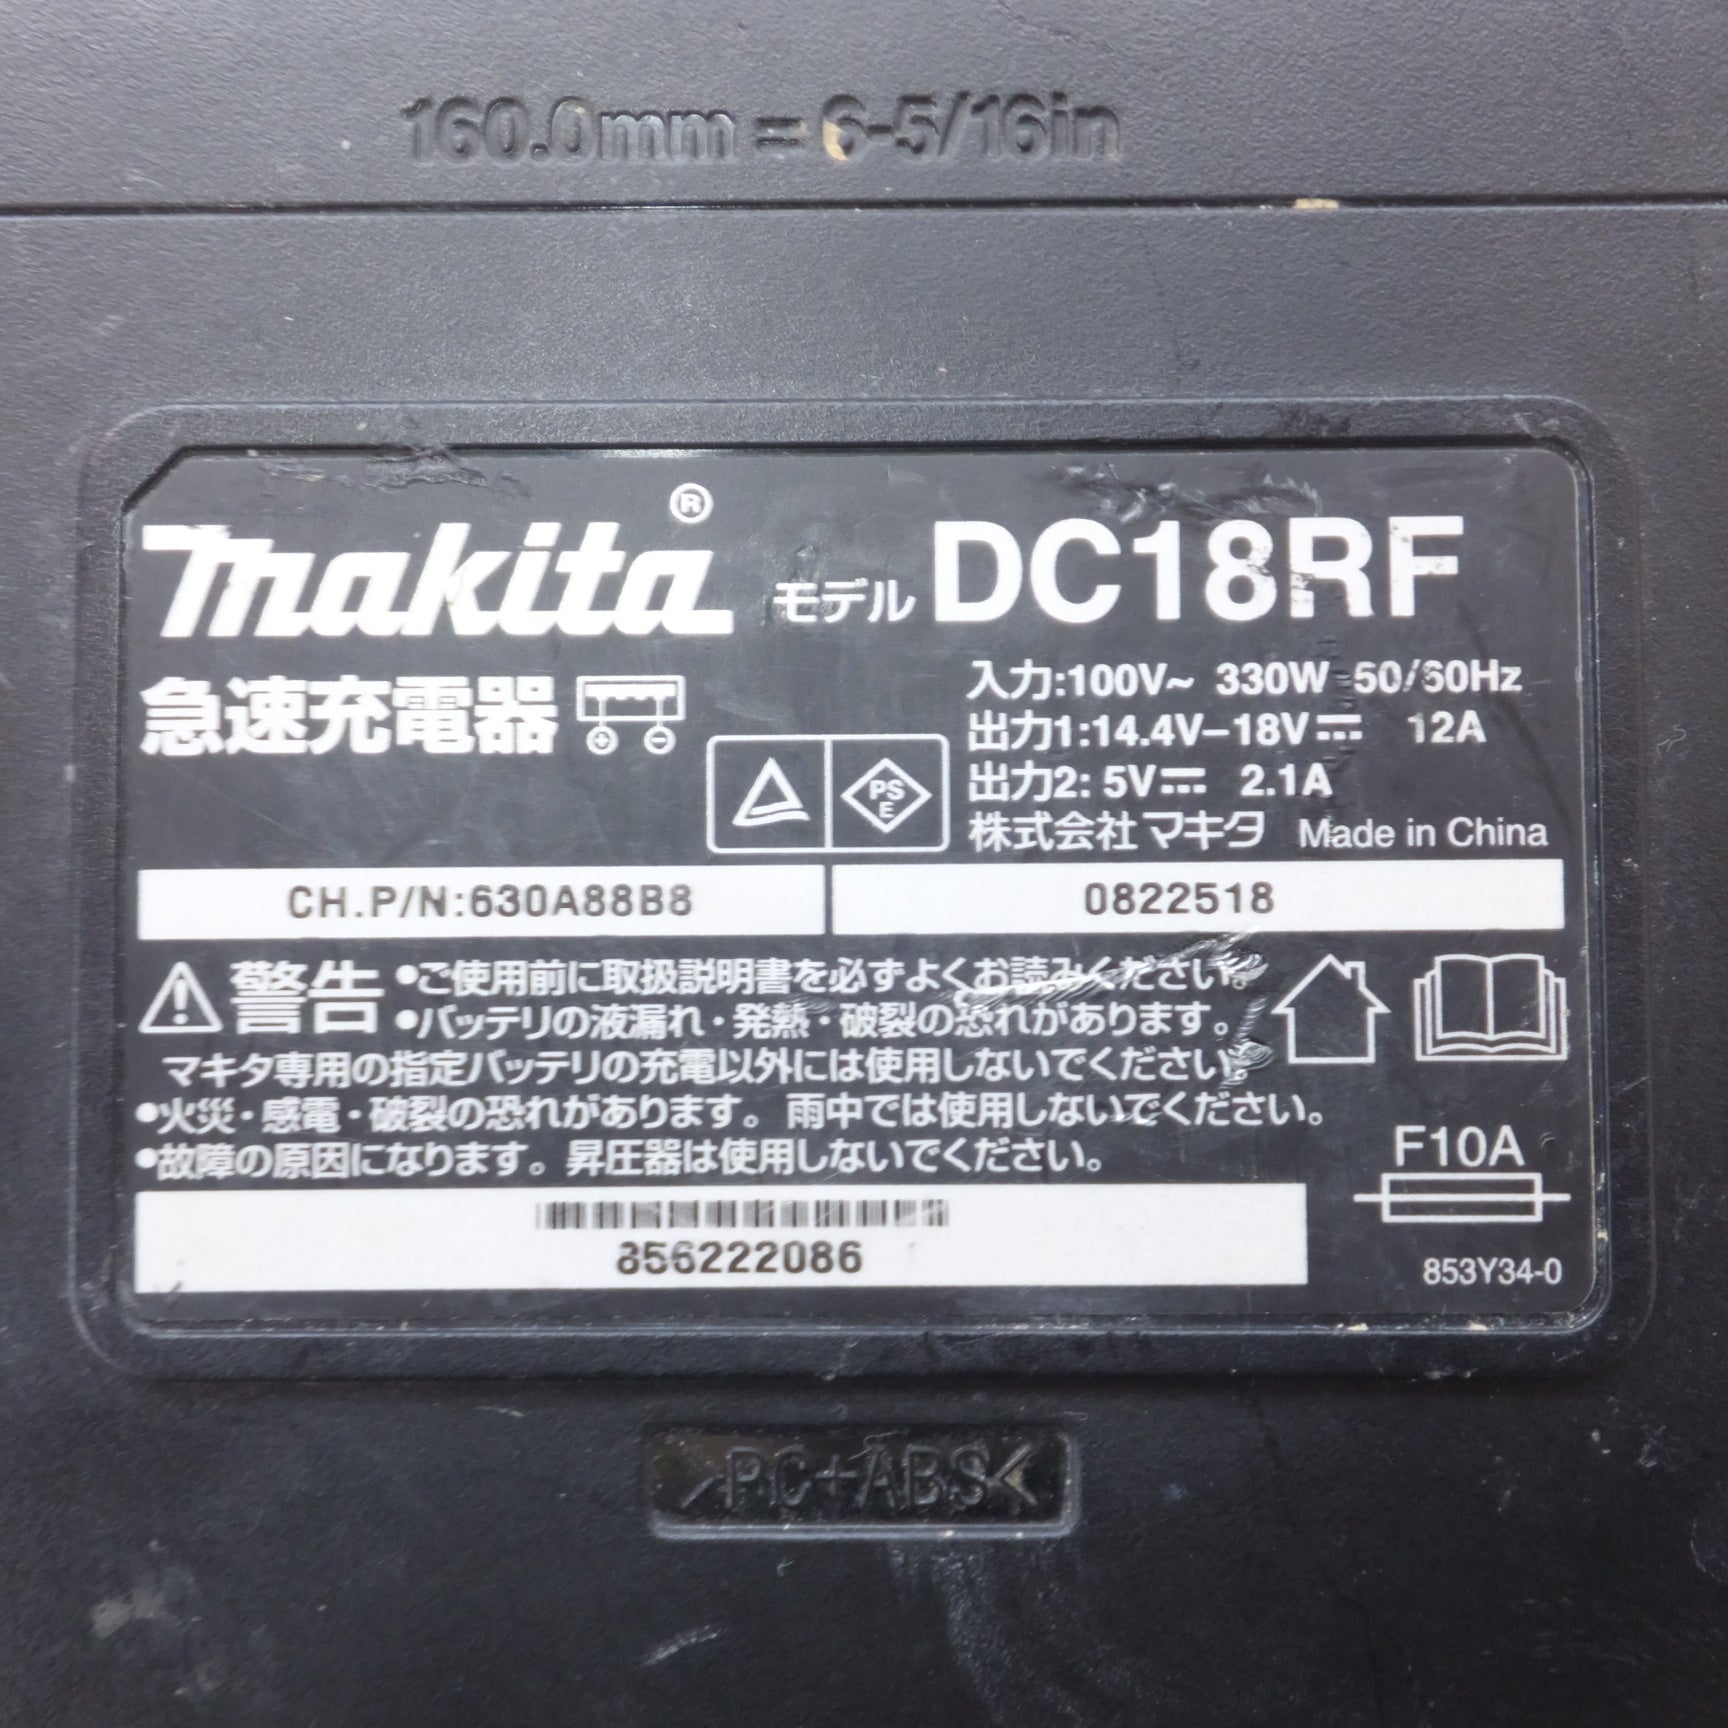 160.0mm = 6-5/16in
makita® モデル DC18RF
急速充電器
入力:100V~ 330W 50/60Hz
出力1:14.4V–18V⎓ 12A
出力2: 5V⎓ 2.1A
PS
E
株式会社マキタ Made in China
CH.P/N:630A88B8
0822518
⚠警告 •ご使用前に取扱説明書を必ずよくお読みください。
•バッテリの液漏れ・発熱・破裂の恐れがあります。
マキタ専用の指定バッテリの充電以外には使用しないでください。
•火災・感電・破裂の恐れがあります。雨中では使用しないでください。
•故障の原因になります。昇圧器は使用しないでください。
F10A
856222086
853Y34-0
>PC+ABS<